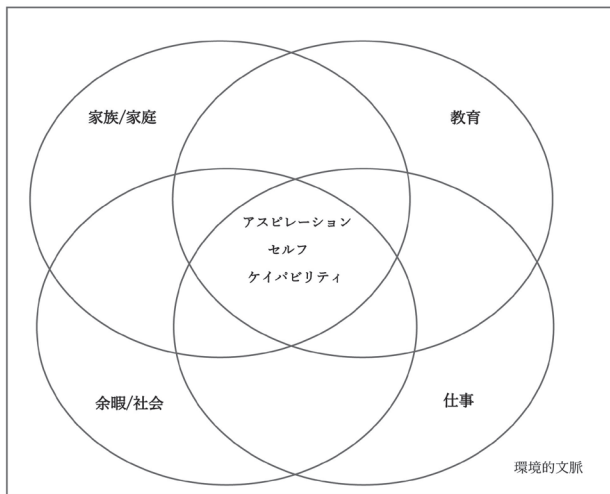 家族/家庭
教育
アスピレーション
セルフ
ケイパビリティ
余暇/社会
仕事
環境的文脈